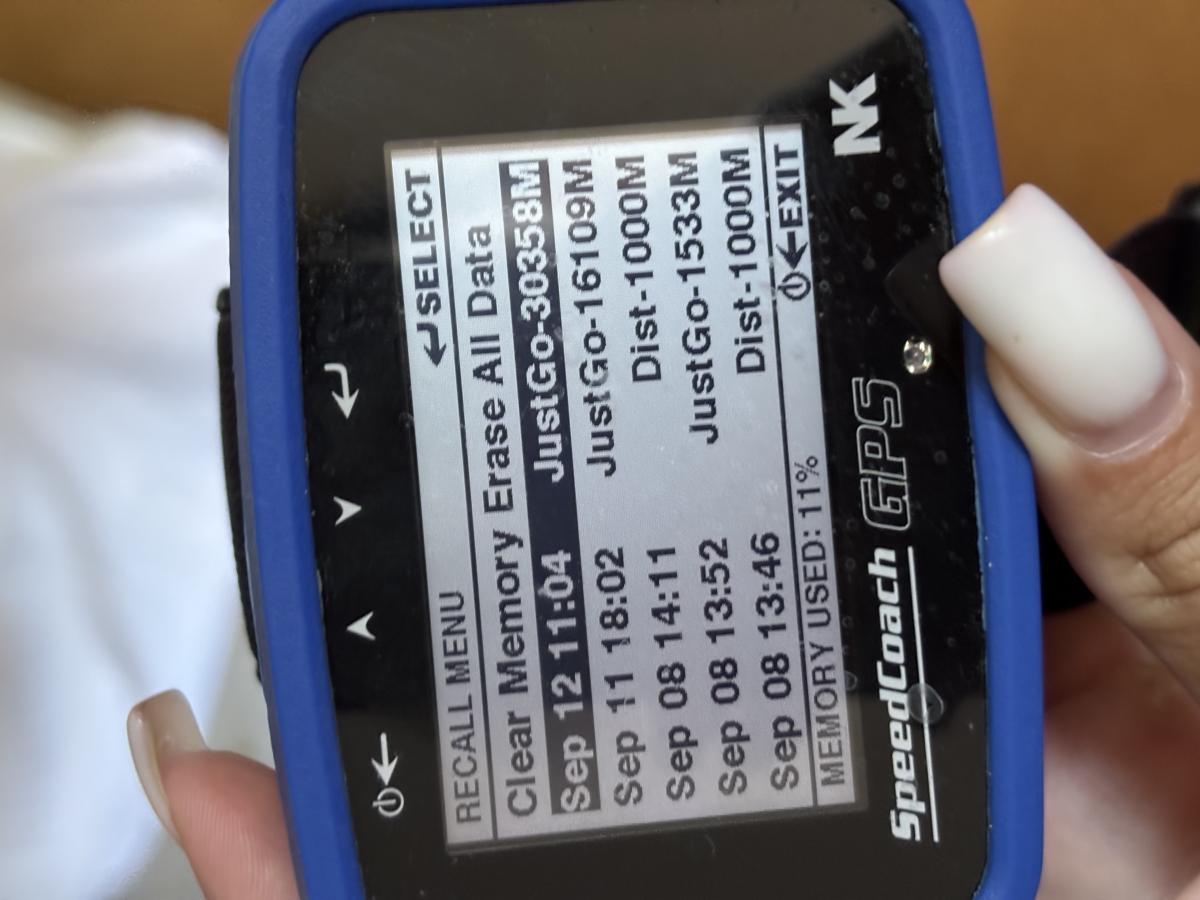 RECALL MENU ↵SELECT
Clear Memory Erase All Data
Sep 12 11:04 JustGo-30358M
Sep 11 18:02 JustGo-16109M
Sep 08 14:11 Dist-1000M
Sep 08 13:52 JustGo-1533M
Sep 08 13:46 Dist-1000M
MEMORY USED: 11% ⏻←EXIT
SpeedCoach GPS NK